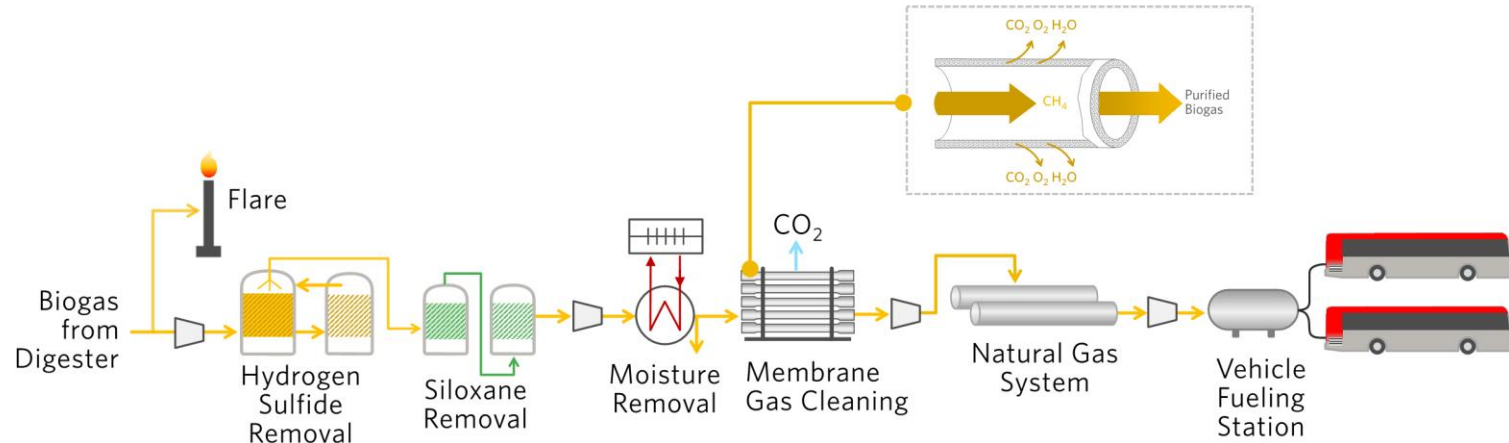 CO₂ O₂ H₂O
CH₄
Purified
Biogas
CO₂ O₂ H₂O
Flare
CO₂
Biogas
from
Digester
Hydrogen
Sulfide
Removal
Siloxane
Removal
Moisture
Removal
Membrane
Gas Cleaning
Natural Gas
System
Vehicle
Fueling
Station